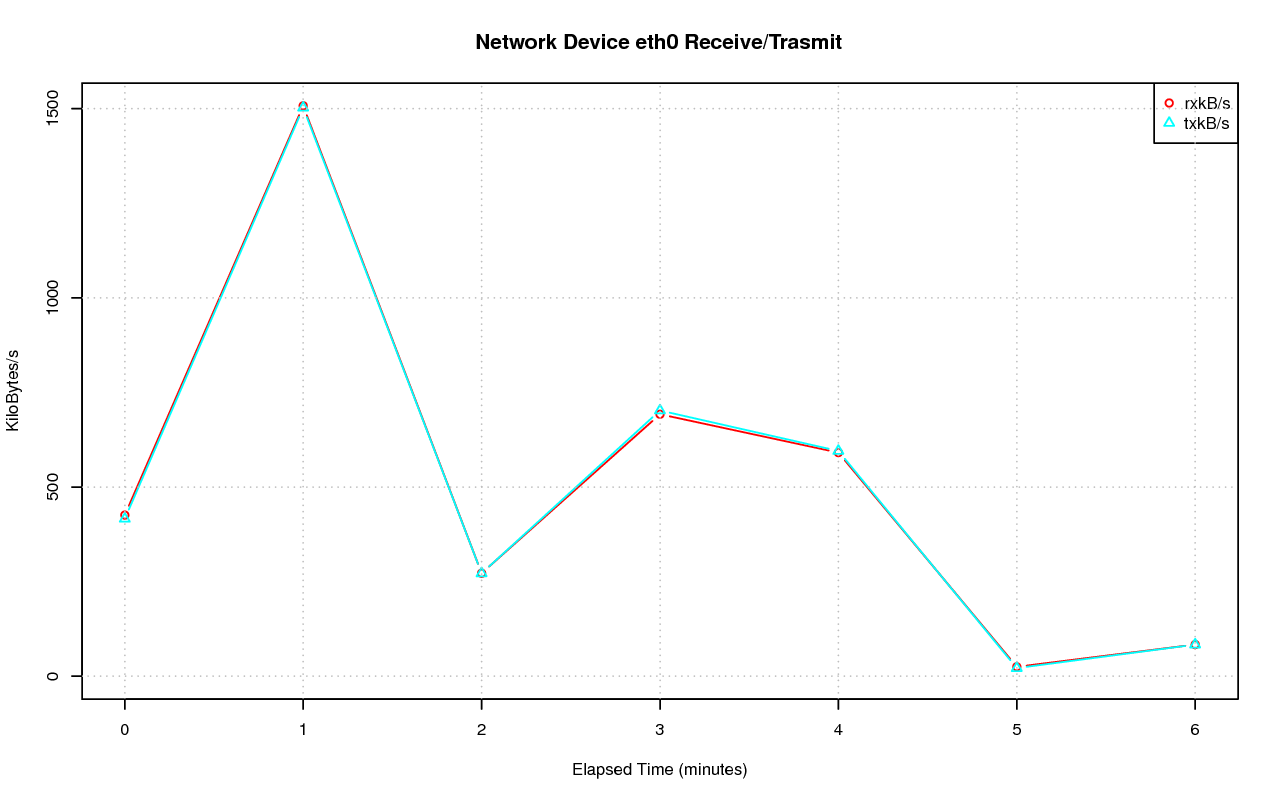 Network Device eth0 Receive/Trasmit
rxkB/s
txkB/s
1500
1000
500
0
KiloBytes/s
0 1 2 3 4 5 6
Elapsed Time (minutes)